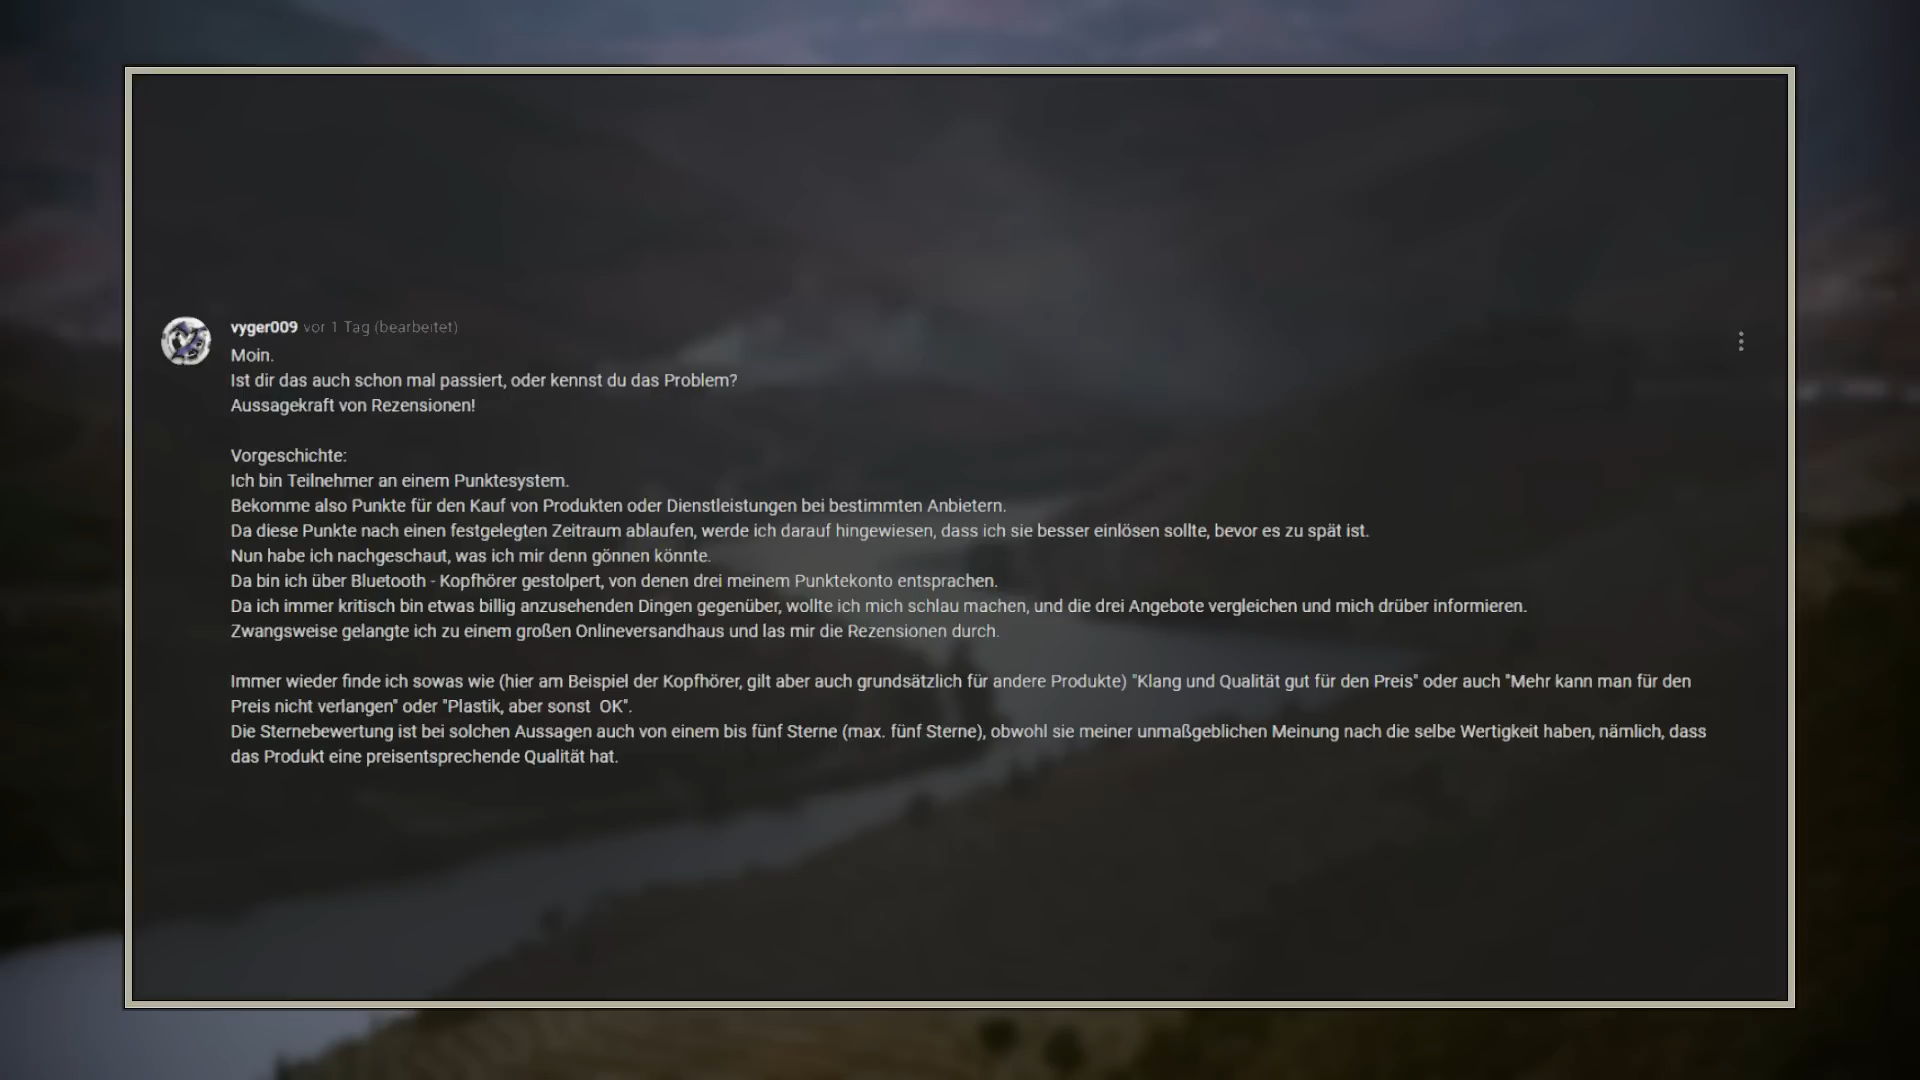 vyger009 vor 1 Tag (bearbeitet)
Moin.
Ist dir das auch schon mal passiert, oder kennst du das Problem?
Aussagekraft von Rezensionen!
Vorgeschichte:
Ich bin Teilnehmer an einem Punktesystem.
Bekomme also Punkte für den Kauf von Produkten oder Dienstleistungen bei bestimmten Anbietern.
Da diese Punkte nach einen festgelegten Zeitraum ablaufen, werde ich darauf hingewiesen, dass ich sie besser einlösen sollte, bevor es zu spät ist.
Nun habe ich nachgeschaut, was ich mir denn gönnen könnte.
Da bin ich über Bluetooth - Kopfhörer gestolpert, von denen drei meinem Punktekonto entsprachen.
Da ich immer kritisch bin etwas billig anzusehenden Dingen gegenüber, wollte ich mich schlau machen, und die drei Angebote vergleichen und mich drüber informieren.
Zwangsweise gelangte ich zu einem großen Onlineversandhaus und las mir die Rezensionen durch.
Immer wieder finde ich sowas wie (hier am Beispiel der Kopfhörer, gilt aber auch grundsätzlich für andere Produkte) "Klang und Qualität gut für den Preis" oder auch "Mehr kann man für den
Preis nicht verlangen" oder "Plastik, aber sonst  OK".
Die Sternebewertung ist bei solchen Aussagen auch von einem bis fünf Sterne (max. fünf Sterne), obwohl sie meiner unmaßgeblichen Meinung nach die selbe Wertigkeit haben, nämlich, dass
das Produkt eine preisentsprechende Qualität hat.